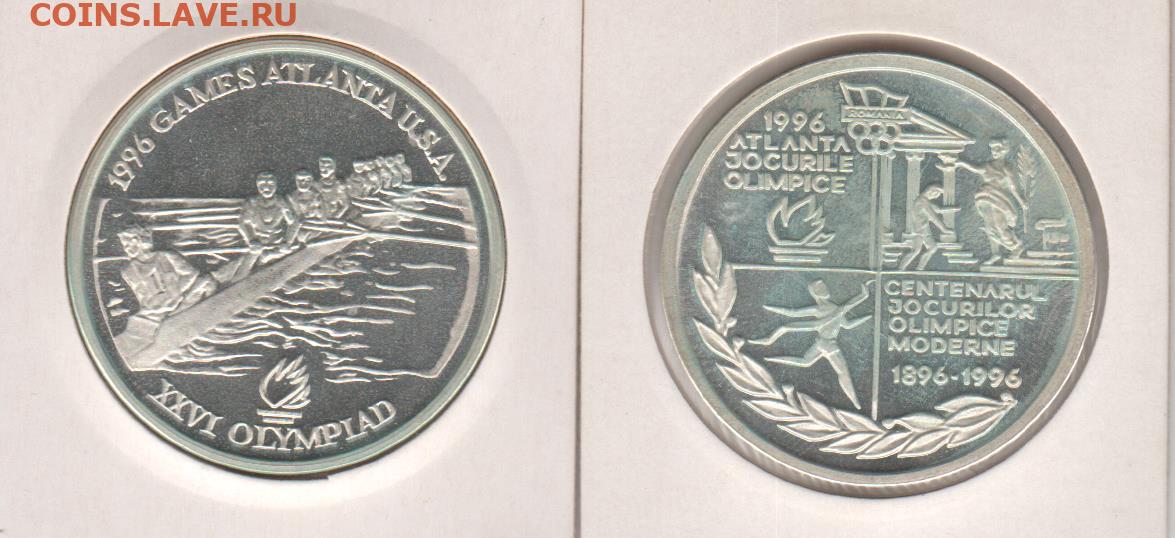 COINS.LAVE.RU
1996 GAMES ATLANTA U.S.A.
XXVI OLYMPIAD
ROMANIA
1996
ATLANTA
JOCURILE
OLIMPICE
CENTENARUL
JOCURILOR
OLIMPICE
MODERNE
1896-1996